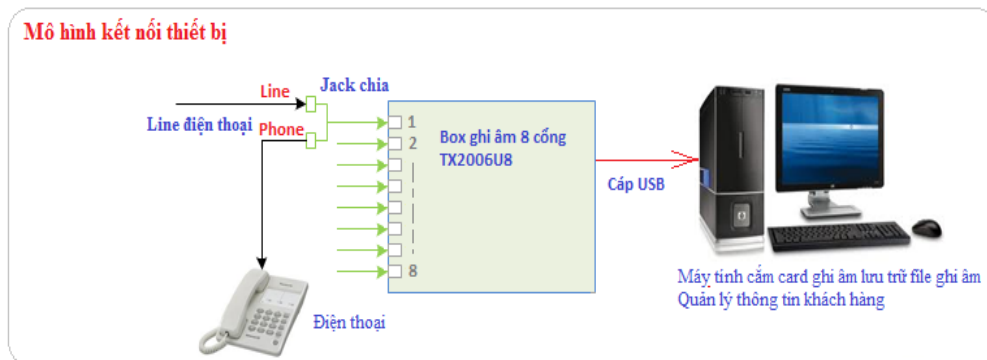 Mô hình kết nối thiết bị
Line
Jack chia
Line điện thoại
Phone
1
2
8
Box ghi âm 8 cổng
TX2006U8
Cáp USB
Điện thoại
Máy tính cắm card ghi âm lưu trữ file ghi âm
Quản lý thông tin khách hàng